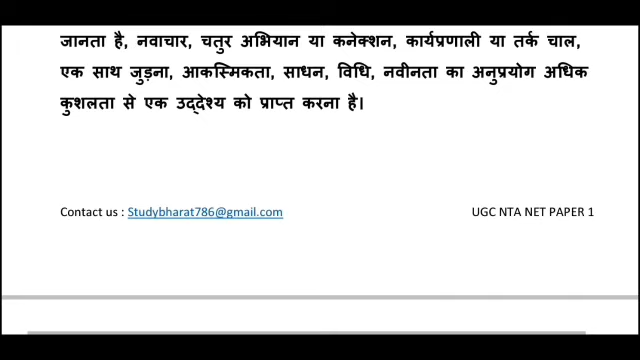 जानता है, नवाचार, चतुर अभियान या कनेक्शन, कार्यप्रणाली या तर्क चाल,
एक साथ जुड़ना, आकस्मिकता, साधन, विधि, नवीनता का अनुप्रयोग अधिक
कुशलता से एक उद्देश्य को प्राप्त करना है।
Contact us : Studybharat786@gmail.com UGC NTA NET PAPER 1